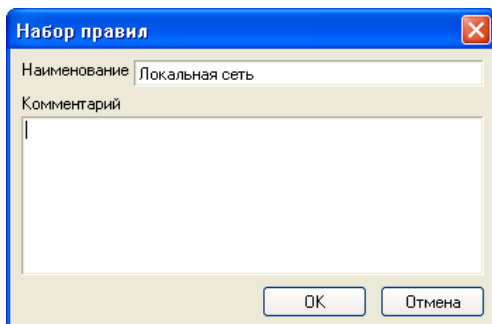 Набор правил
Наименование Локальная сеть
Комментарий
OK Отмена